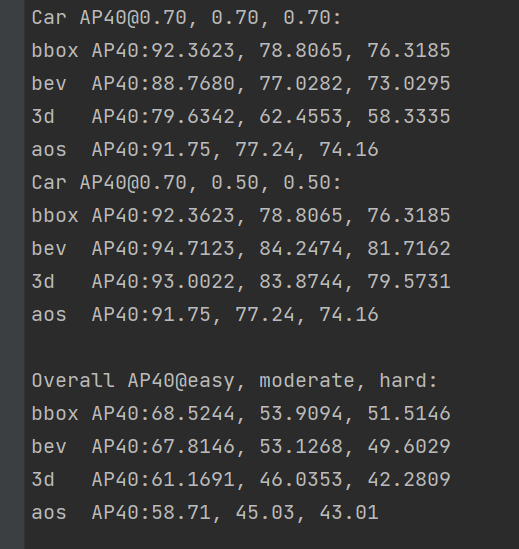 Car AP40@0.70, 0.70, 0.70:
bbox AP40:92.3623, 78.8065, 76.3185
bev  AP40:88.7680, 77.0282, 73.0295
3d   AP40:79.6342, 62.4553, 58.3335
aos  AP40:91.75, 77.24, 74.16
Car AP40@0.70, 0.50, 0.50:
bbox AP40:92.3623, 78.8065, 76.3185
bev  AP40:94.7123, 84.2474, 81.7162
3d   AP40:93.0022, 83.8744, 79.5731
aos  AP40:91.75, 77.24, 74.16

Overall AP40@easy, moderate, hard:
bbox AP40:68.5244, 53.9094, 51.5146
bev  AP40:67.8146, 53.1268, 49.6029
3d   AP40:61.1691, 46.0353, 42.2809
aos  AP40:58.71, 45.03, 43.01